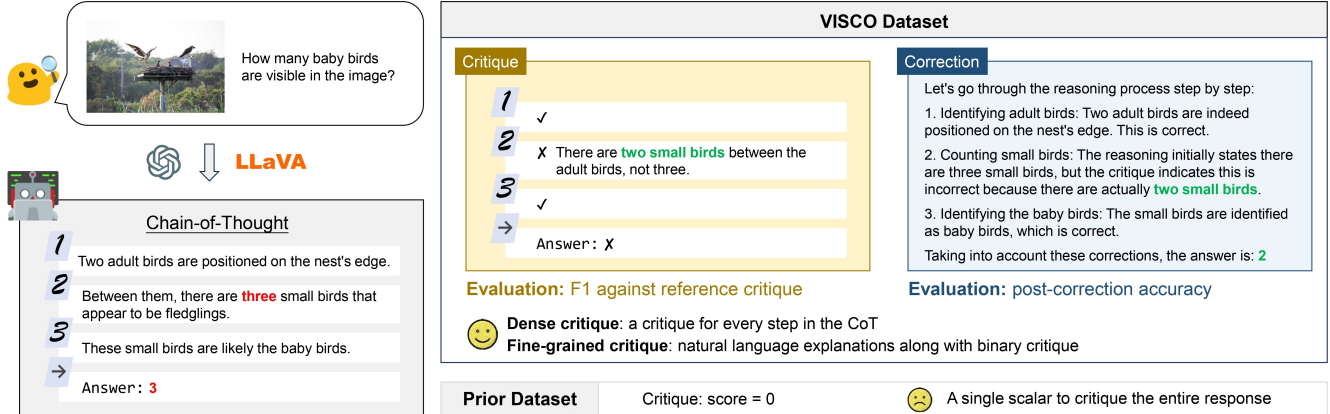 How many baby birds
are visible in the image?
LLaVA
Chain-of-Thought
1
Two adult birds are positioned on the nest's edge.
2
Between them, there are three small birds that
appear to be fledglings.
3
These small birds are likely the baby birds.
→
Answer: 3
VISCO Dataset
Critique
1
✓
2
✗ There are two small birds between the
adult birds, not three.
3
✓
→
Answer: ✗
Evaluation: F1 against reference critique
Correction
Let's go through the reasoning process step by step:
1. Identifying adult birds: Two adult birds are indeed
positioned on the nest's edge. This is correct.
2. Counting small birds: The reasoning initially states there
are three small birds, but the critique indicates this is
incorrect because there are actually two small birds.
3. Identifying the baby birds: The small birds are identified
as baby birds, which is correct.
Taking into account these corrections, the answer is: 2
Evaluation: post-correction accuracy
Dense critique: a critique for every step in the CoT
Fine-grained critique: natural language explanations along with binary critique
Prior Dataset
Critique: score = 0
A single scalar to critique the entire response